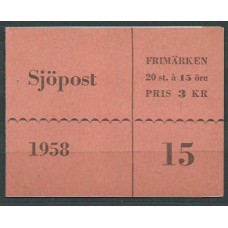 Sjöpost
FRIMÄRKEN
20 st. à 15 öre
PRIS 3 KR
1958
15